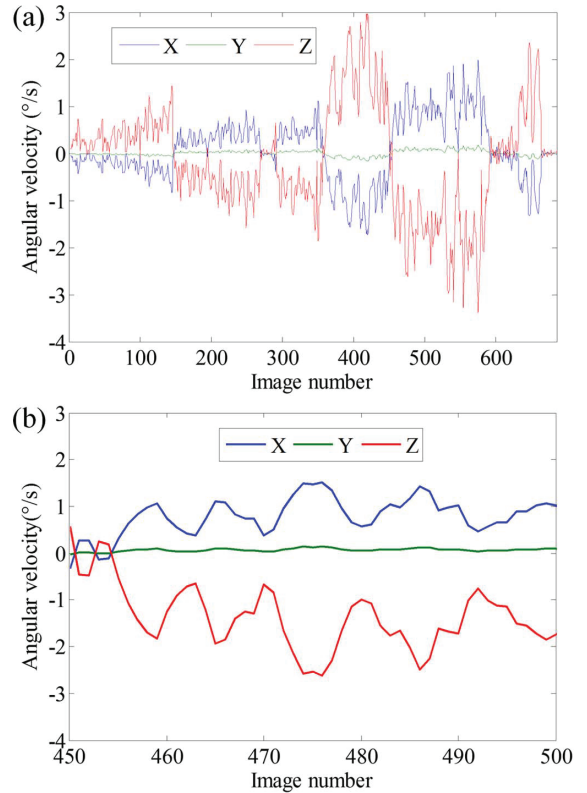 (a)
X Y Z
Angular velocity (°/s)
3
2
1
0
-1
-2
-3
-4
0 100 200 300 400 500 600
Image number
(b)
X Y Z
Angular velocity(°/s)
3
2
1
0
-1
-2
-3
-4
450 460 470 480 490 500
Image number